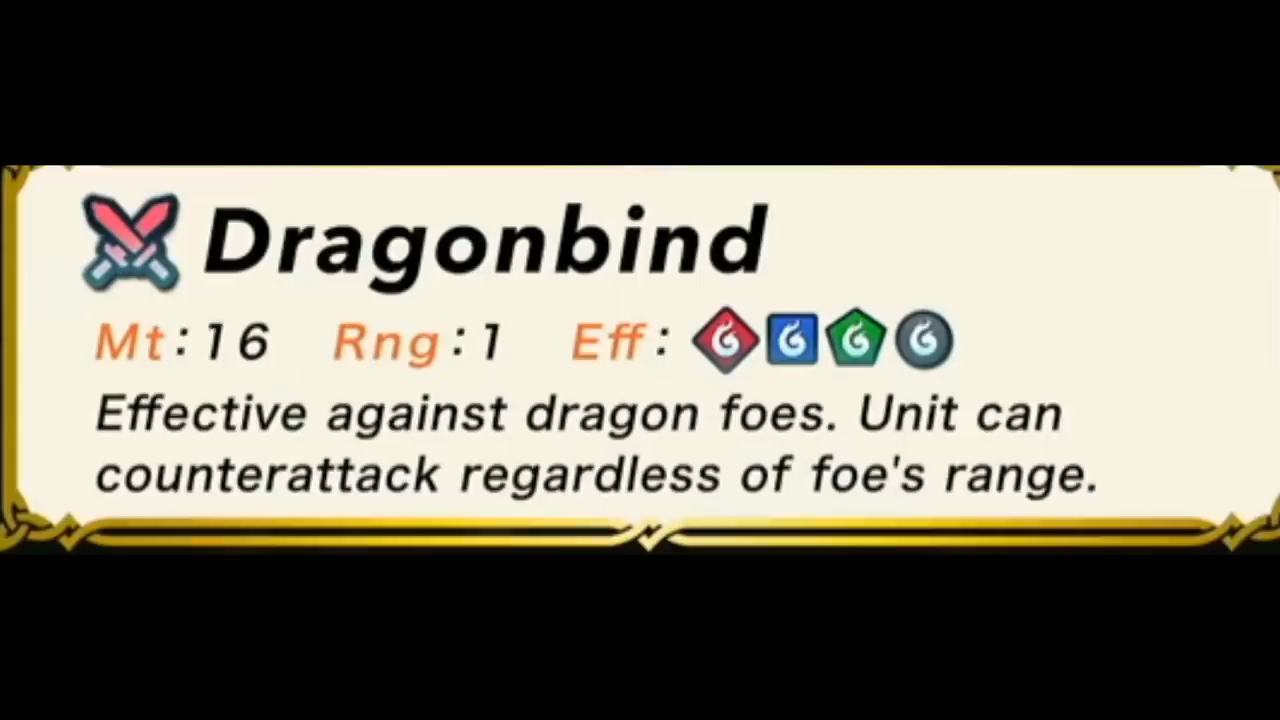 Dragonbind
Mt:16 Rng:1 Eff:
Effective against dragon foes. Unit can
counterattack regardless of foe's range.